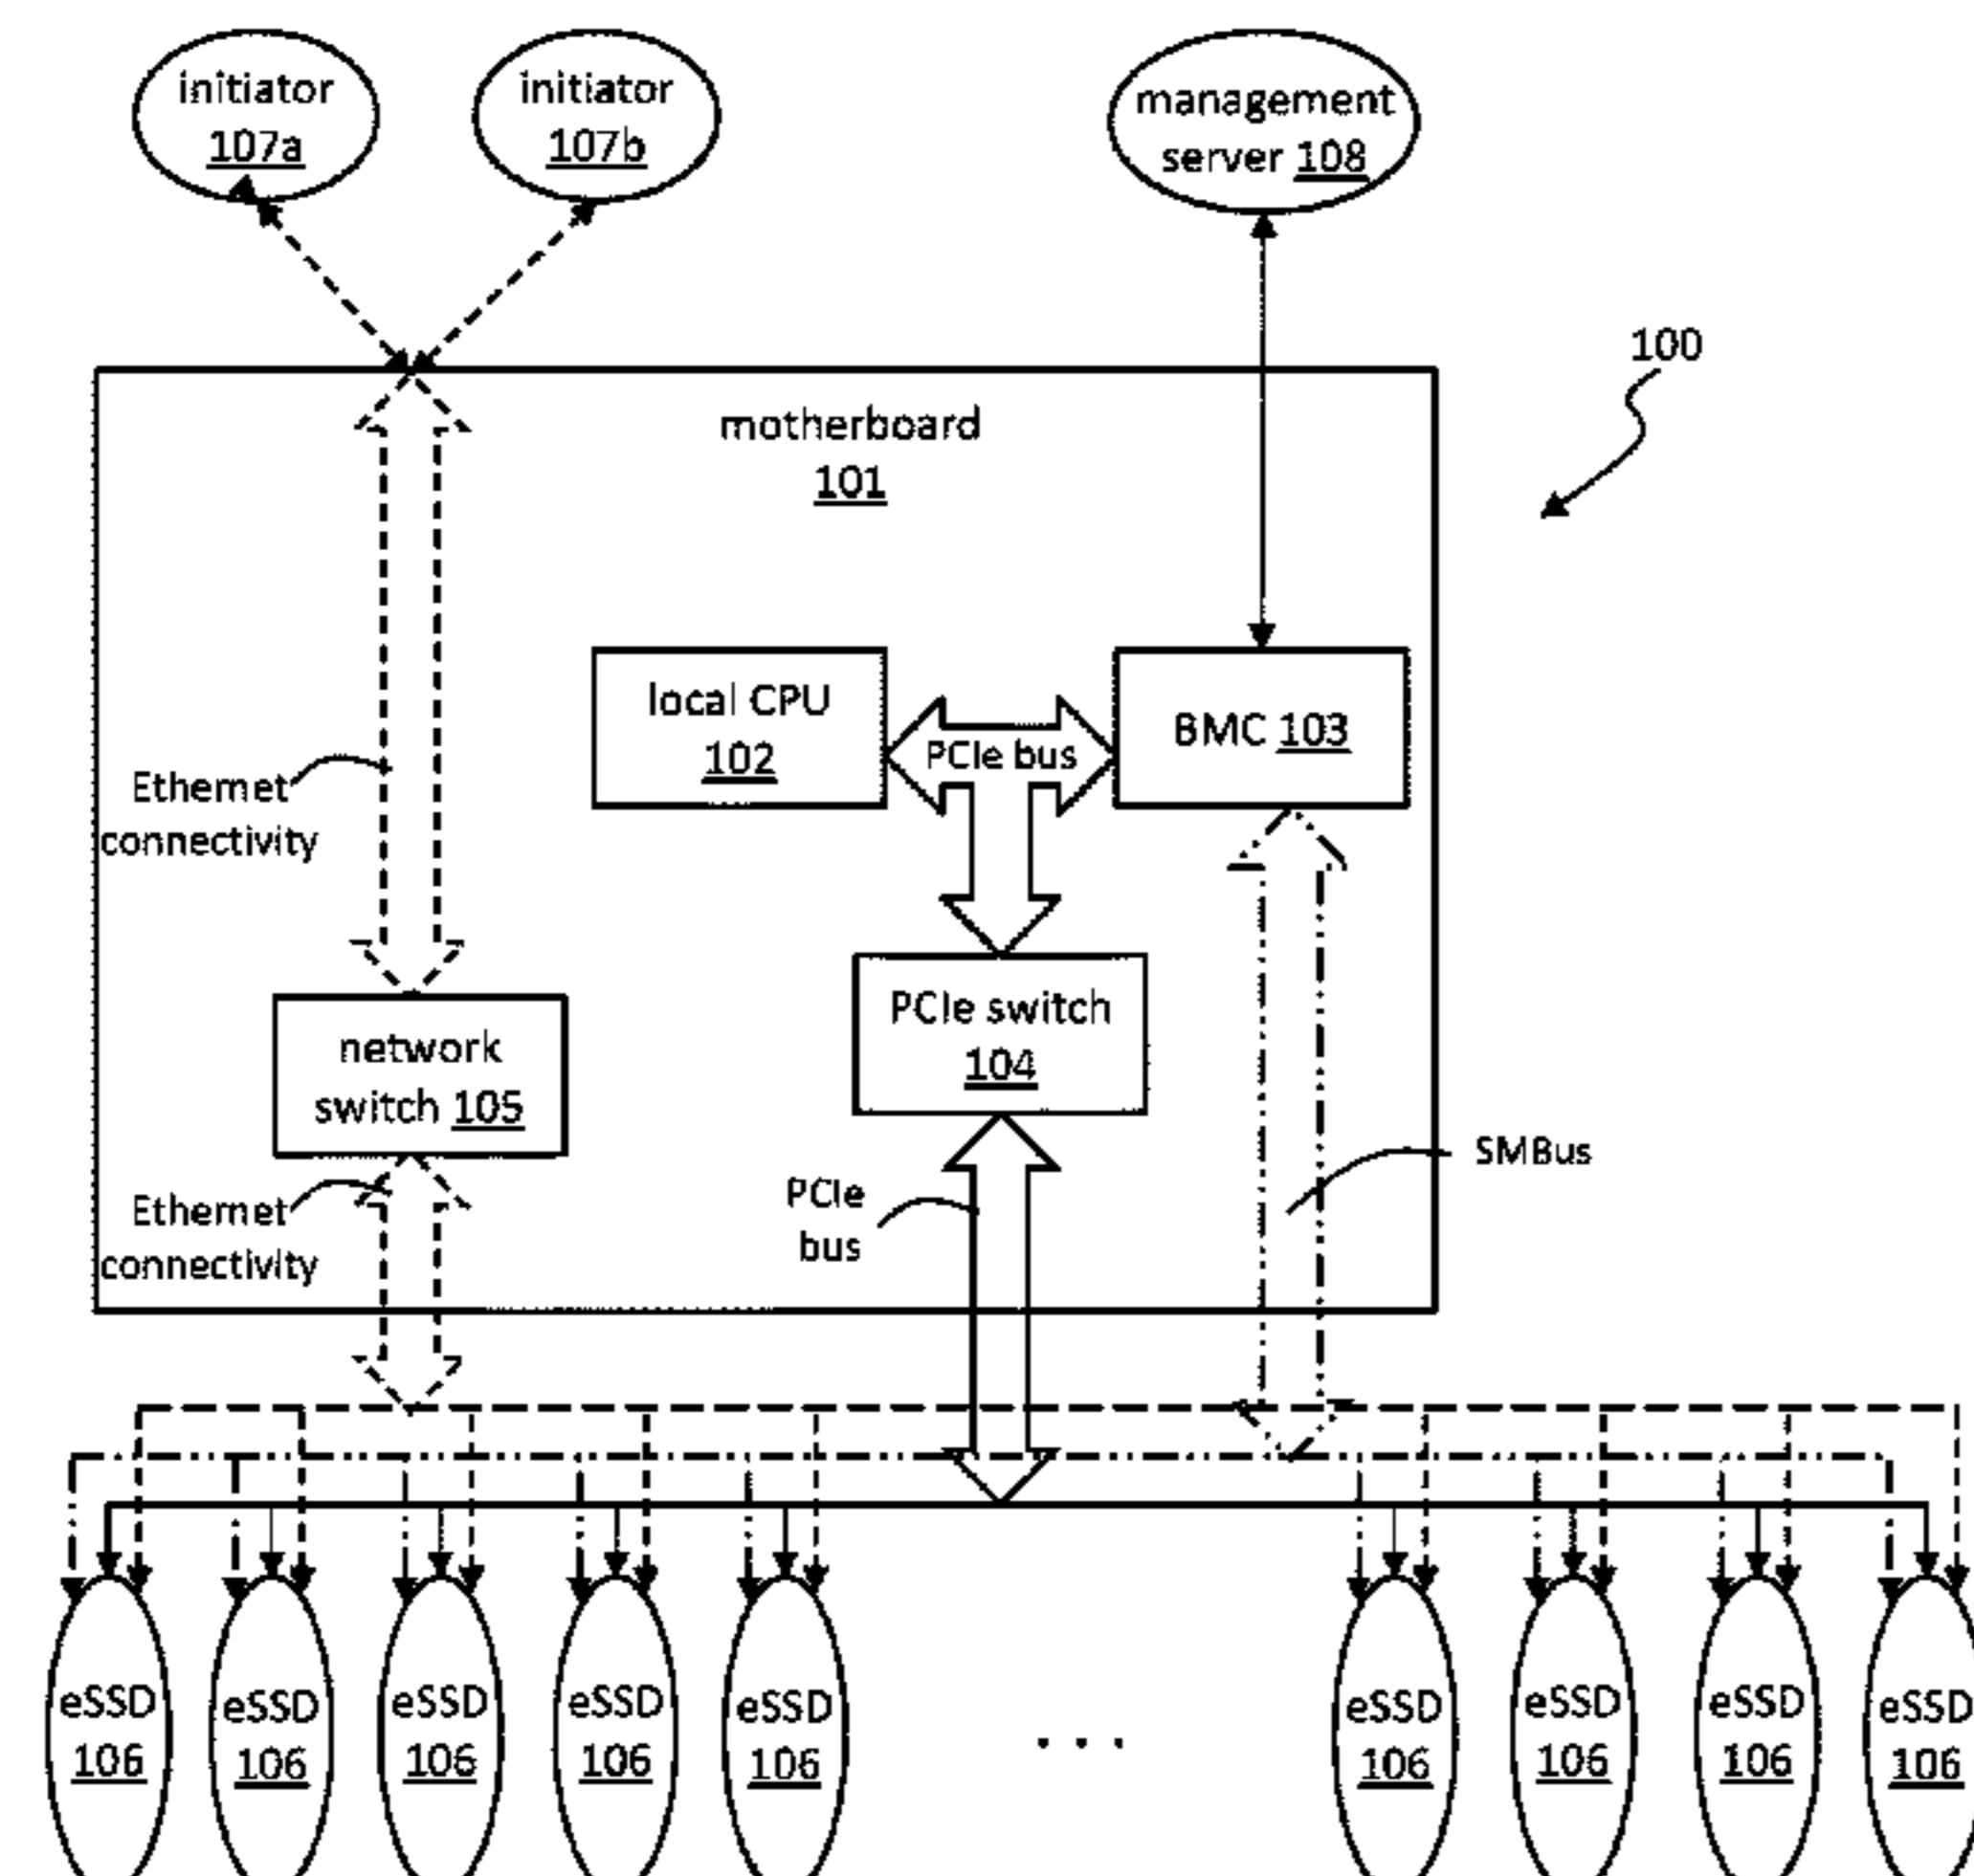 initiator
107a
initiator
107b
management
server 108
100
motherboard
101
local CPU
102
PCIe bus
BMC 103
Ethernet
connectivity
PCIe switch
104
network
switch 105
SMBus
PCIe
bus
Ethernet
connectivity
eSSD
106
eSSD
106
eSSD
106
eSSD
106
eSSD
106
. . .
eSSD
106
eSSD
106
eSSD
106
eSSD
106